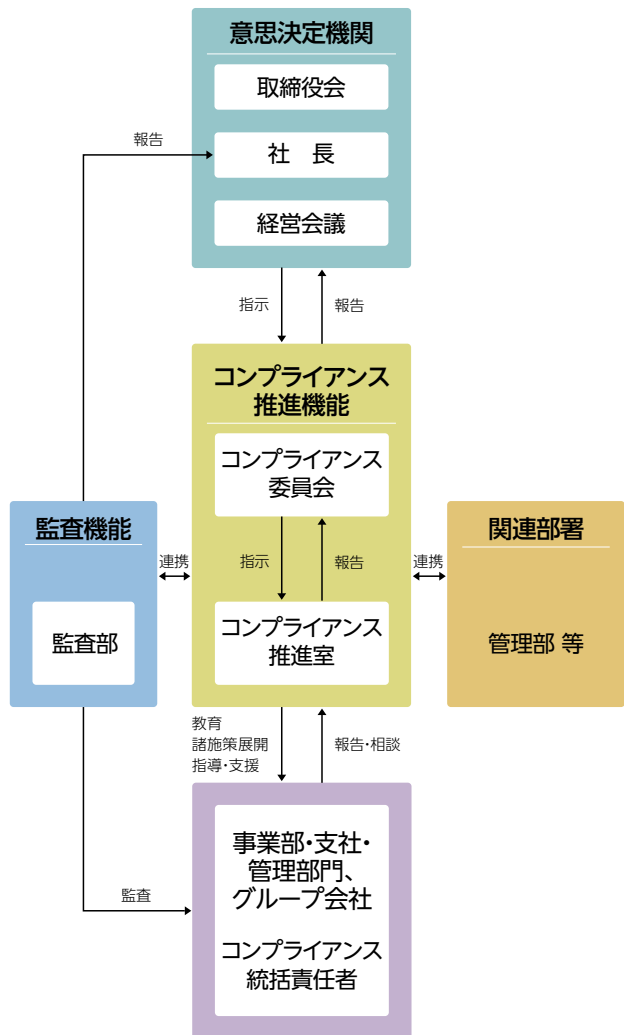 意思決定機関
取締役会
報告
社　長
経営会議
指示
報告
コンプライアンス
推進機能
コンプライアンス
委員会
監査機能
関連部署
連携
指示
報告
連携
監査部
コンプライアンス
推進室
管理部 等
教育
諸施策展開
指導・支援
報告・相談
事業部・支社・
管理部門、
グループ会社
監査
コンプライアンス
統括責任者